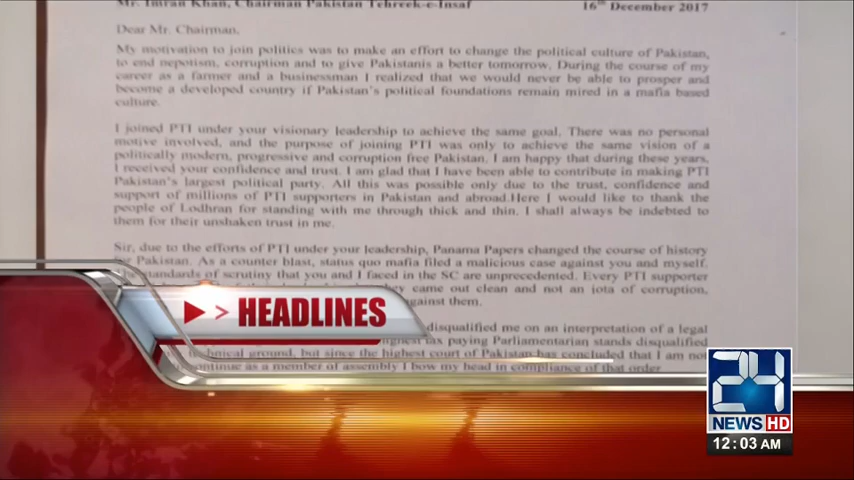 Mr. Imran Khan, Chairman Pakistan Tehreek-e-Insaf 16th December 2017
Dear Mr. Chairman,
My motivation to join politics was to make an effort to change the political culture of Pakistan,
to end nepotism, corruption and to give Pakistanis a better tomorrow. During the course of my
career as a farmer and a businessman I realized that we would never be able to prosper and
become a developed country if Pakistan's political foundations remain mired in a mafia based
culture.
I joined PTI under your visionary leadership to achieve the same goal. There was no personal
motive involved, and the purpose of joining PTI was only to achieve the same vision of a
politically modern, progressive and corruption free Pakistan. I am happy that during these years,
I received your confidence and trust. I am glad that I have been able to contribute in making PTI
Pakistan's largest political party. All this was possible only due to the trust, confidence and
support of millions of PTI supporters in Pakistan and abroad.Here I would like to thank the
people of Lodhran for standing with me through thick and thin. I shall always be indebted to
them for their unshaken trust in me.
Sir, due to the efforts of PTI under your leadership, Panama Papers changed the course of history
for Pakistan. As a counter blast, status quo mafia filed a malicious case against you and myself.
The standards of scrutiny that you and I faced in the SC are unprecedented. Every PTI supporter
they came out clean and not an iota of corruption,
against them.
disqualified me on an interpretation of a legal
tax paying Parliamentarian stands disqualified
technical ground, but since the highest court of Pakistan has concluded that I am not
continue as a member of assembly I bow my head in compliance of that order
> HEADLINES
24
NEWS HD
12:03 AM